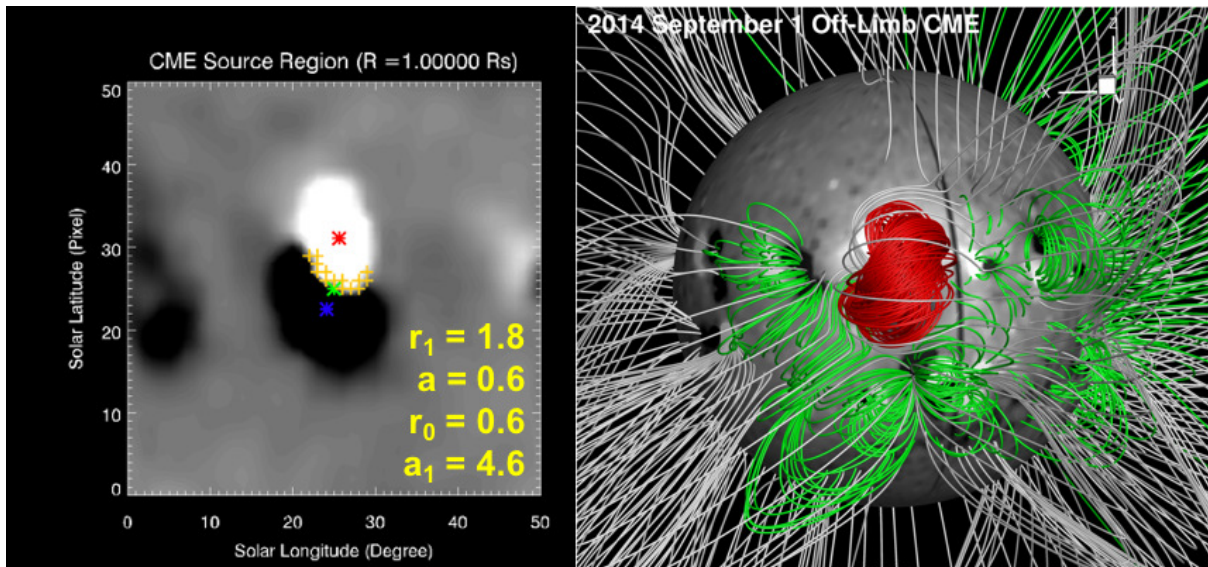 CME Source Region (R =1.00000 Rs)
50
40
30
20
10
0
Solar Latitude (Pixel)
r₁ = 1.8
a = 0.6
r₀ = 0.6
a₁ = 4.6
0 10 20 30 40 50
Solar Longitude (Degree)
2014 September 1 Off-Limb CME
Z
X